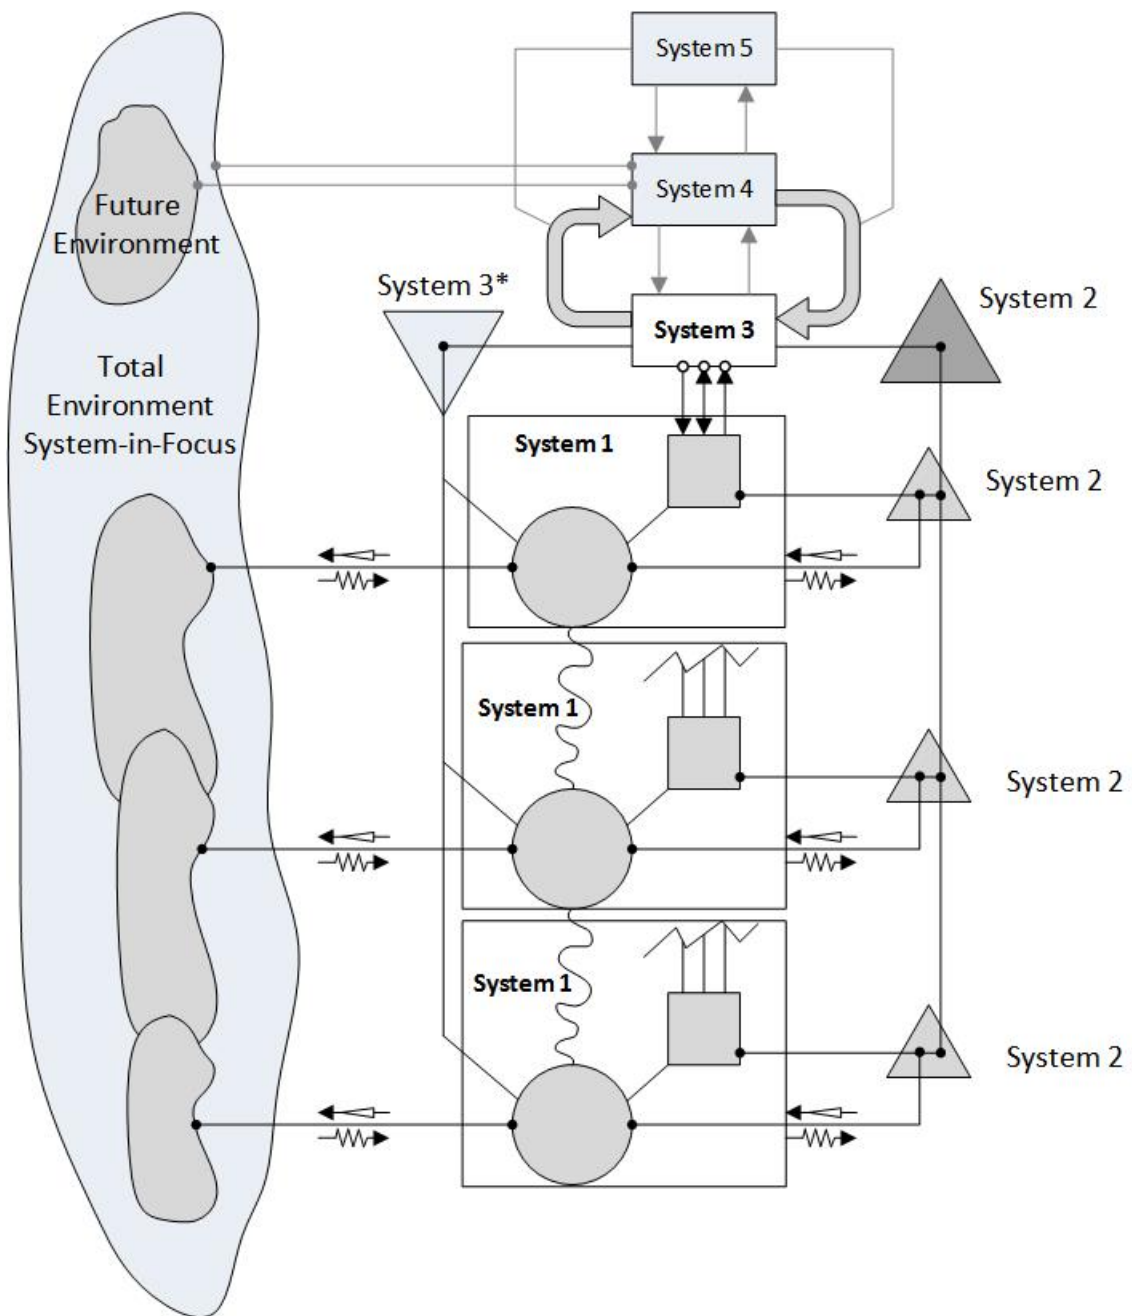 System 5
System 4
Future
Environment
System 3*
System 2
System 3
Total
Environment
System-in-Focus
System 1
System 2
System 1
System 2
System 1
System 2